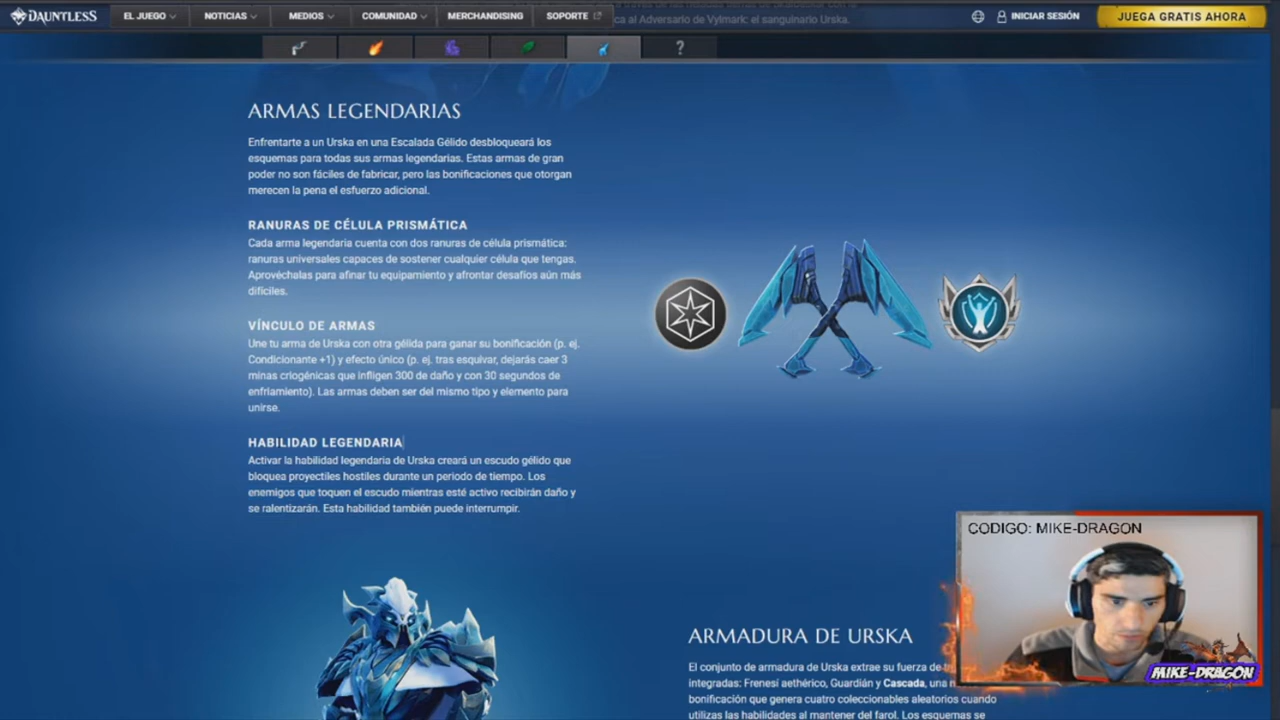 DAUNTLESS
EL JUEGO
NOTICIAS
MEDIOS
COMUNIDAD
MERCHANDISING
SOPORTE
ca al Adversario de Vylmark: el sanguinario Urska.
INICIAR SESIÓN
JUEGA GRATIS AHORA
?
ARMAS LEGENDARIAS
Enfrentarte a un Urska en una Escalada Gélido desbloqueará los
esquemas para todas sus armas legendarias. Estas armas de gran
poder no son fáciles de fabricar, pero las bonificaciones que otorgan
merecen la pena el esfuerzo adicional.
RANURAS DE CÉLULA PRISMÁTICA
Cada arma legendaria cuenta con dos ranuras de célula prismática:
ranuras universales capaces de sostener cualquier célula que tengas.
Aprovéchalas para afinar tu equipamiento y afrontar desafíos aún más
difíciles.
VÍNCULO DE ARMAS
Une tu arma de Urska con otra gélida para ganar su bonificación (p. ej.
Condicionante +1) y efecto único (p. ej. tras esquivar, dejarás caer 3
minas criogénicas que infligen 300 de daño y con 30 segundos de
enfriamiento). Las armas deben ser del mismo tipo y elemento para
unirse.
HABILIDAD LEGENDARIA
Activar la habilidad legendaria de Urska creará un escudo gélido que
bloquea proyectiles hostiles durante un periodo de tiempo. Los
enemigos que toquen el escudo mientras esté activo recibirán daño y
se ralentizarán. Esta habilidad también puede interrumpir.
ARMADURA DE URSKA
El conjunto de armadura de Urska extrae su fuerza de
integradas: Frenesí aethérico, Guardián y Cascada, una
bonificación que genera cuatro coleccionables aleatorios cuando
utilizas las habilidades al mantener del farol. Los esquemas se
CODIGO: MIKE-DRAGON
MIKE-DRAGON